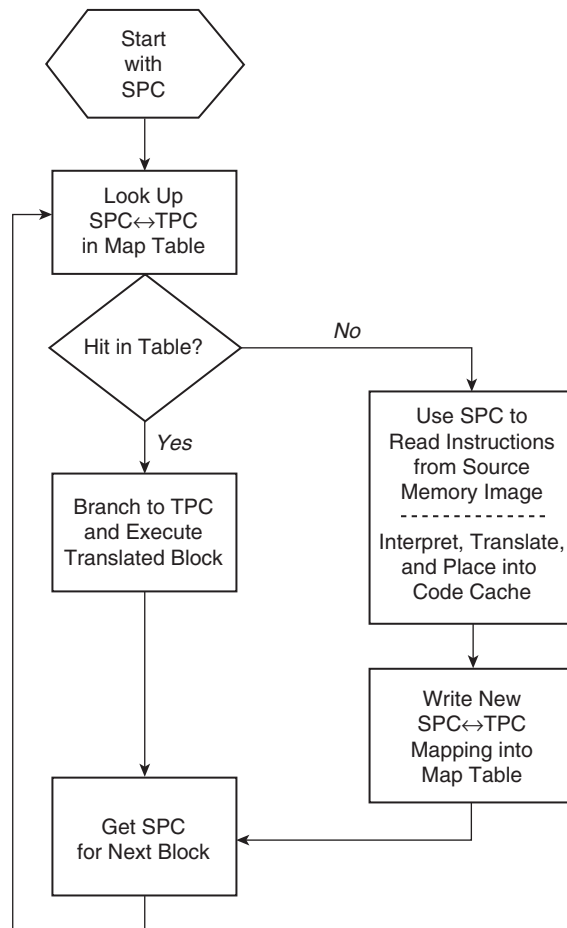 Start
with
SPC
Look Up
SPC↔TPC
in Map Table
Hit in Table?
No
Yes
Branch to TPC
and Execute
Translated Block
Use SPC to
Read Instructions
from Source
Memory Image
Interpret, Translate,
and Place into
Code Cache
Write New
SPC↔TPC
Mapping into
Map Table
Get SPC
for Next Block